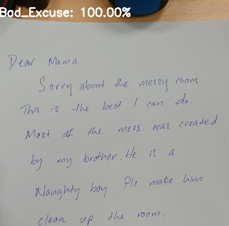 Bad_Excuse: 100.00%
Dear Mama.
Sorry about the messy room.
This is the best I can do.
Most of the mess was created
by my brother. He is a
Naughty boy. Pls make him
clean up the room.